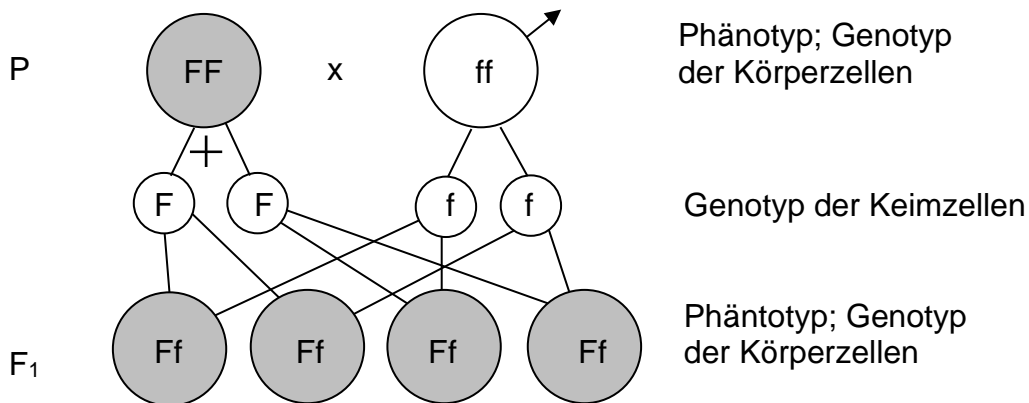 P FF x ff Phänotyp; Genotyp
der Körperzellen
F F f f Genotyp der Keimzellen
Ff Ff Ff Ff Phäntotyp; Genotyp
der Körperzellen
F₁